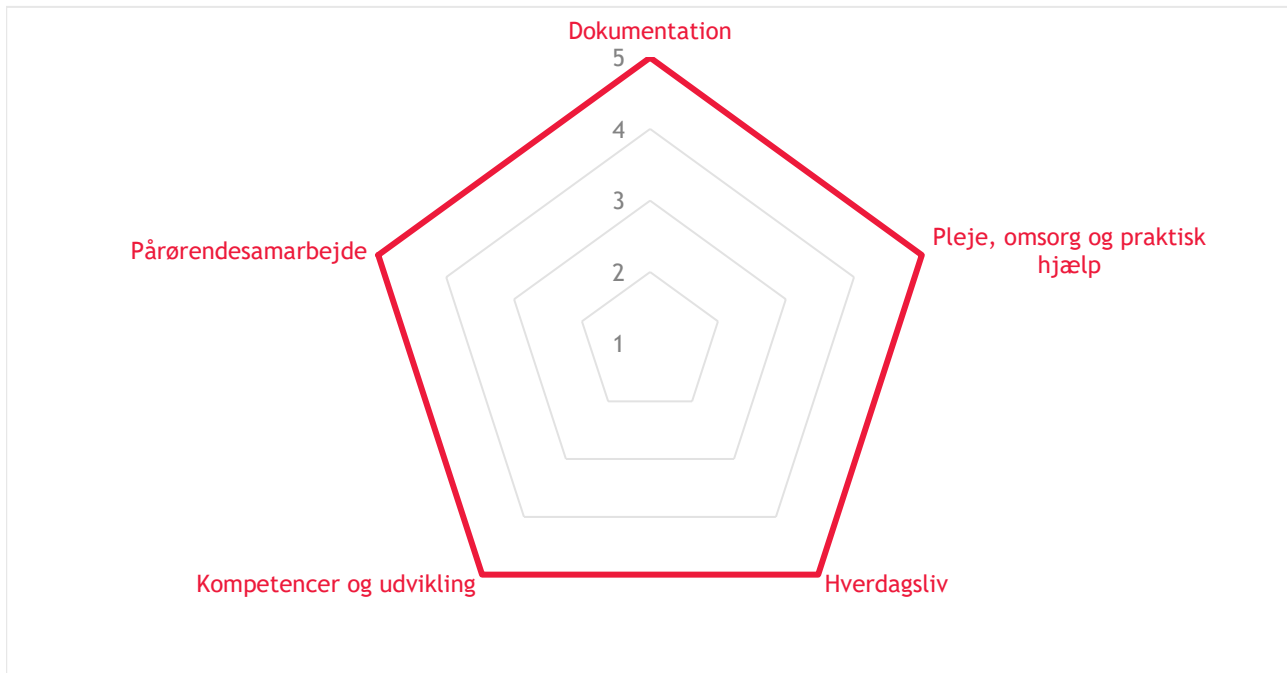 Dokumentation
5
4
3
2
1
Pleje, omsorg og praktisk
hjælp
Pårørendesamarbejde
Kompetencer og udvikling
Hverdagsliv